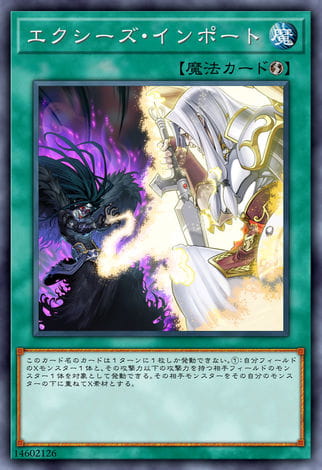 エクシーズ・インポート
魔
【魔法カード】
このカード名のカードは1ターンに1枚しか発動できない。①:自分フィールド
のXモンスター1体と、その攻撃力以下の攻撃力を持つ相手フィールドのモン
スター1体を対象として発動できる。その相手モンスターをその自分のモンス
ターの下に重ねてX素材とする。
14602126